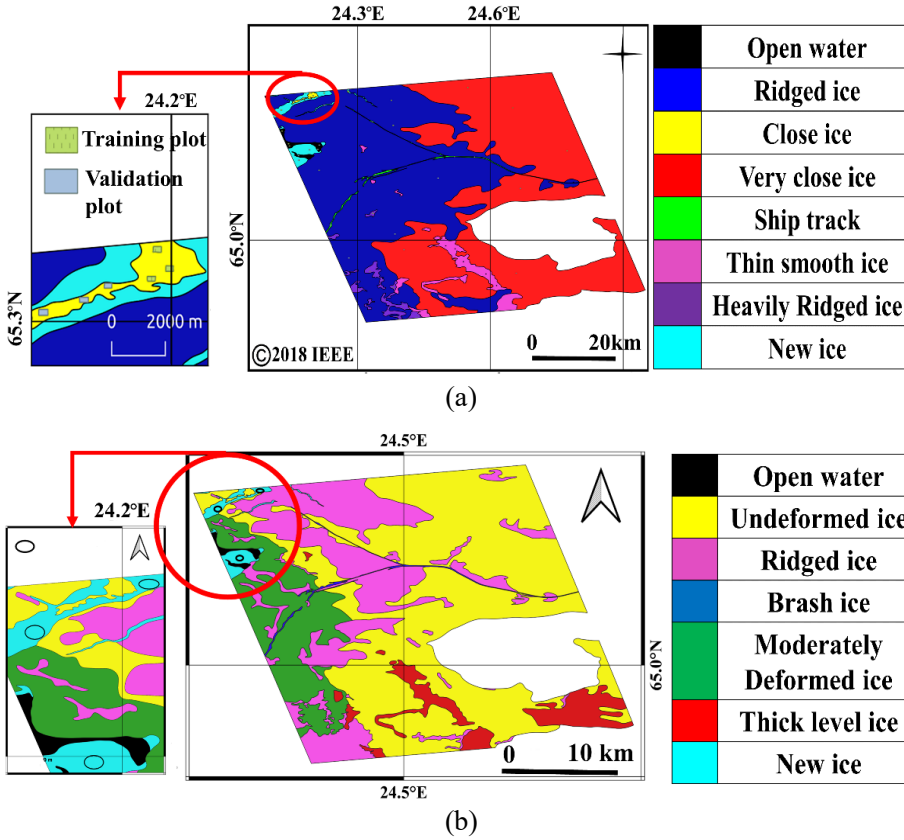 24.3°E
24.6°E
24.2°E
Training plot
Validation
plot
65.3°N
0
2000 m
65.0°N
©2018 IEEE
0
20km
Open water
Ridged ice
Close ice
Very close ice
Ship track
Thin smooth ice
Heavily Ridged ice
New ice
(a)
24.5°E
24.2°E
65.0°N
0
10 km
24.5°E
Open water
Undeformed ice
Ridged ice
Brash ice
Moderately
Deformed ice
Thick level ice
New ice
(b)